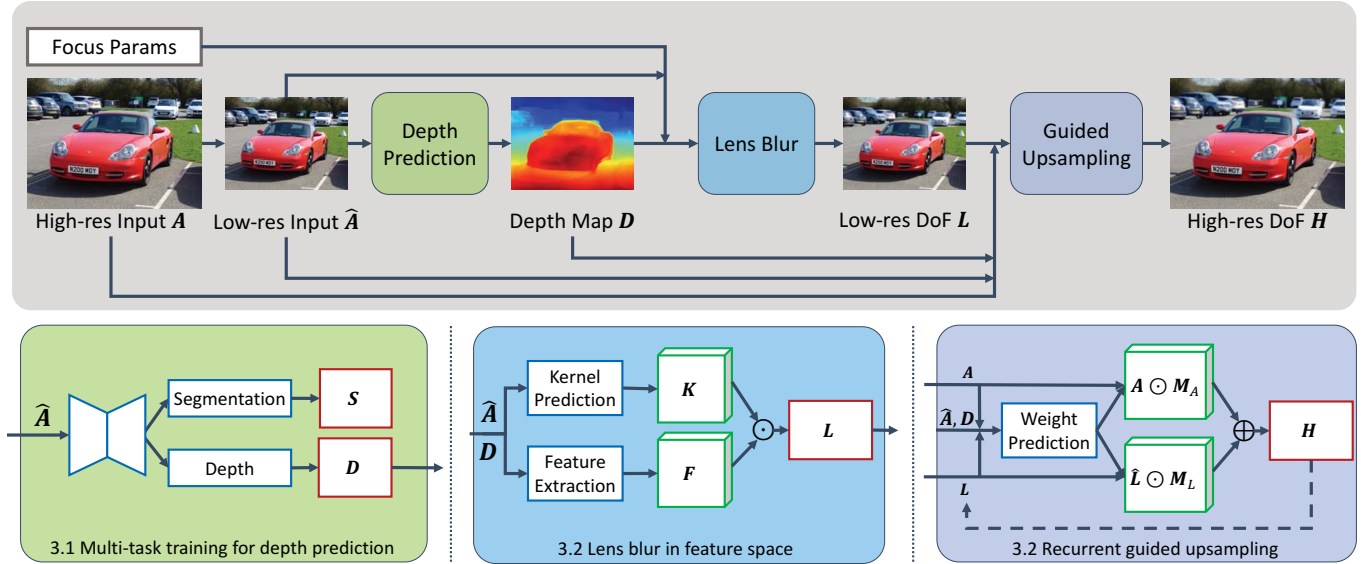 Focus Params
Depth
Prediction
Lens Blur
Guided
Upsampling
N200 MOY
High-res Input A
Low-res Input Â
Depth Map D
Low-res DoF L
High-res DoF H
Â
Segmentation
S
Depth
D
3.1 Multi-task training for depth prediction
Â
D
Kernel
Prediction
K
Feature
Extraction
F
⊙
L
3.2 Lens blur in feature space
A
Â, D
L
Weight
Prediction
A ⊙ M_A
L̂ ⊙ M_L
⊕
H
3.2 Recurrent guided upsampling